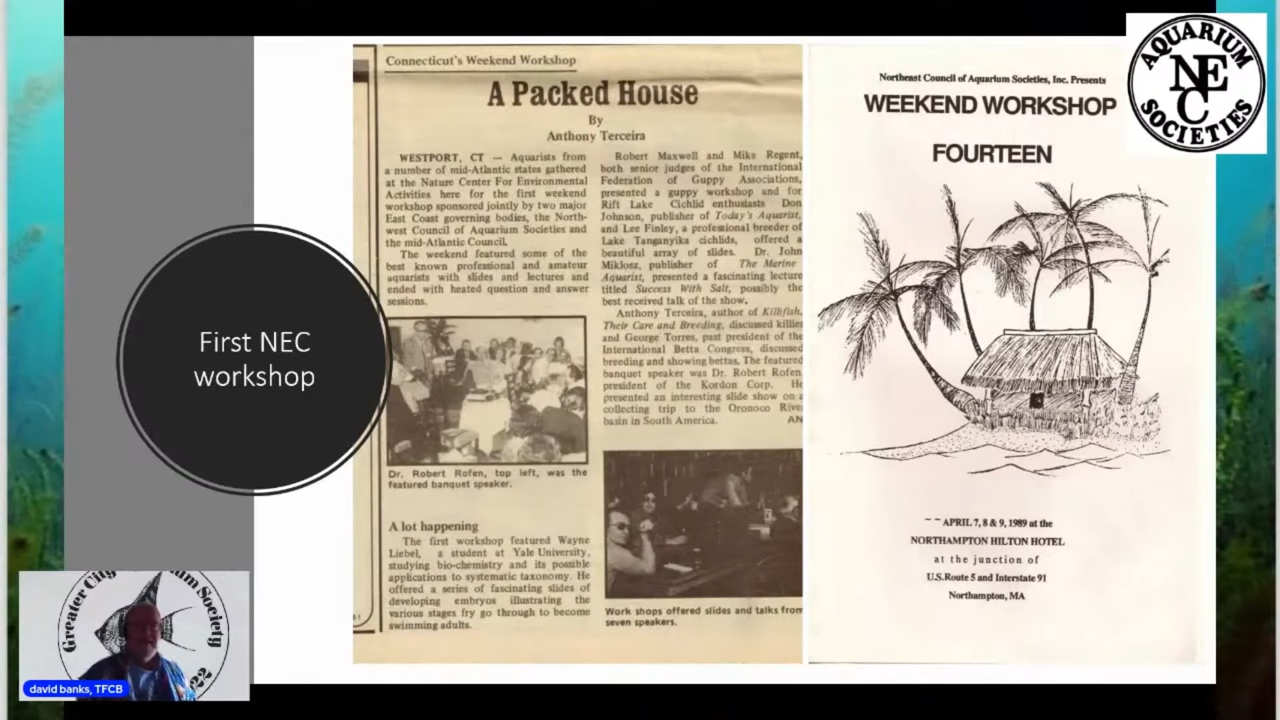 First NEC
workshop
Connecticut's Weekend Workshop
A Packed House
By
Anthony Terceira
WESTPORT, CT — Aquarists from
a number of mid-Atlantic states gathered
at the Nature Center For Environmental
Activities here for the first weekend
workshop sponsored jointly by two major
East Coast governing bodies, the North-
west Council of Aquarium Societies and
the mid-Atlantic Council.
The weekend featured some of the
best known professional and amateur
aquarists with slides and lectures and
ended with heated question and answer
sessions.
Dr. Robert Rofen, top left, was the
featured banquet speaker.
A lot happening
The first workshop featured Wayne
Liebel, a student at Yale University,
studying bio-chemistry and its possible
applications to systematic taxonomy. He
offered a series of fascinating slides of
developing embryos illustrating the
various stages fry go through to become
swimming adults.
Robert Maxwell and Mike Regent,
both senior judges of the International
Federation of Guppy Associations,
presented a guppy workshop and for
Rift Lake Cichlid enthusiasts Don
Johnson, publisher of Today's Aquarist,
and Lee Finley, a professional breeder of
Lake Tanganyika cichlids, offered a
beautiful array of slides. Dr. John
Miklosz, publisher of The Marine
Aquarist, presented a fascinating lecture
titled Success With Salt, possibly the
best received talk of the show.
Anthony Terceira, author of Killifish,
Their Care and Breeding, discussed killies
and George Torres, past president of the
International Betta Congress, discussed
breeding and showing bettas. The featured
banquet speaker was Dr. Robert Rofen,
president of the Kordon Corp. He
presented an interesting slide show on a
collecting trip to the Oronoco River
basin in South America. AN
Work shops offered slides and talks from
seven speakers.
Northeast Council of Aquarium Societies, Inc. Presents
WEEKEND WORKSHOP
FOURTEEN
~ ~ APRIL 7, 8 & 9, 1989 at the
NORTHAMPTON HILTON HOTEL
at the junction of
U.S.Route 5 and Interstate 91
Northampton, MA
AQUARIUM
NEC
SOCIETIES
Greater City
Society
22
david banks, TFCB